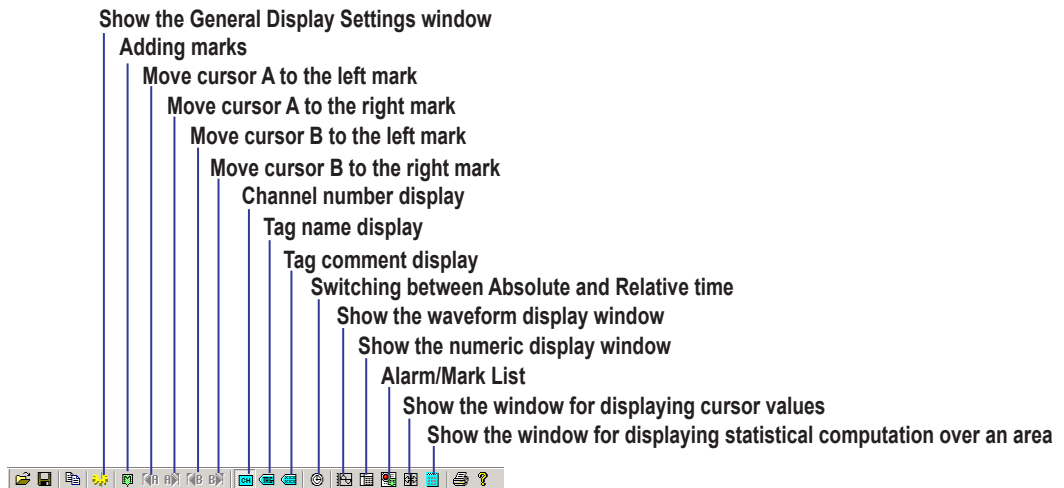 Show the General Display Settings window
Adding marks
Move cursor A to the left mark
Move cursor A to the right mark
Move cursor B to the left mark
Move cursor B to the right mark
Channel number display
Tag name display
Tag comment display
Switching between Absolute and Relative time
Show the waveform display window
Show the numeric display window
Alarm/Mark List
Show the window for displaying cursor values
Show the window for displaying statistical computation over an area
M A A B B CH TAG